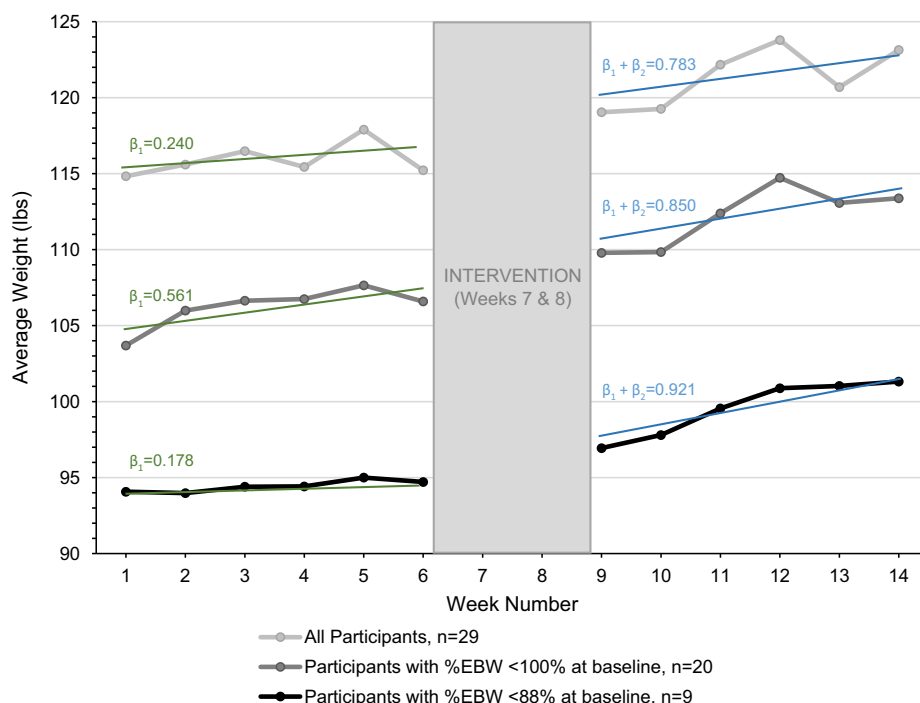 125
120
115
110
105
100
95
90
Average Weight (lbs)
β1=0.240
β1=0.561
β1=0.178
INTERVENTION
(Weeks 7 & 8)
β1 + β2=0.783
β1 + β2=0.850
β1 + β2=0.921
1 2 3 4 5 6 7 8 9 10 11 12 13 14
Week Number
All Participants, n=29
Participants with %EBW <100% at baseline, n=20
Participants with %EBW <88% at baseline, n=9